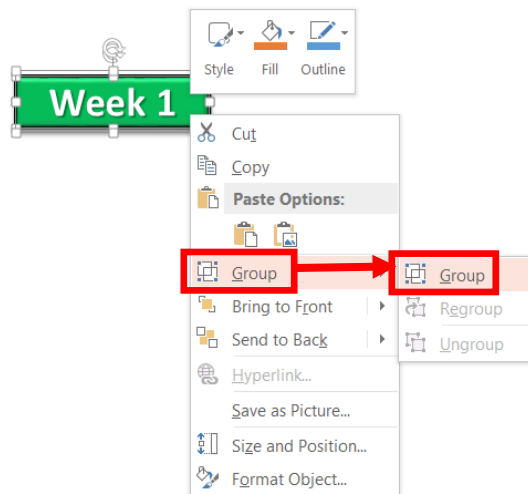 Style Fill Outline
Week 1
Cut
Copy
Paste Options:
Group
Group
Bring to Front
Regroup
Send to Back
Ungroup
Hyperlink...
Save as Picture...
Size and Position...
Format Object...